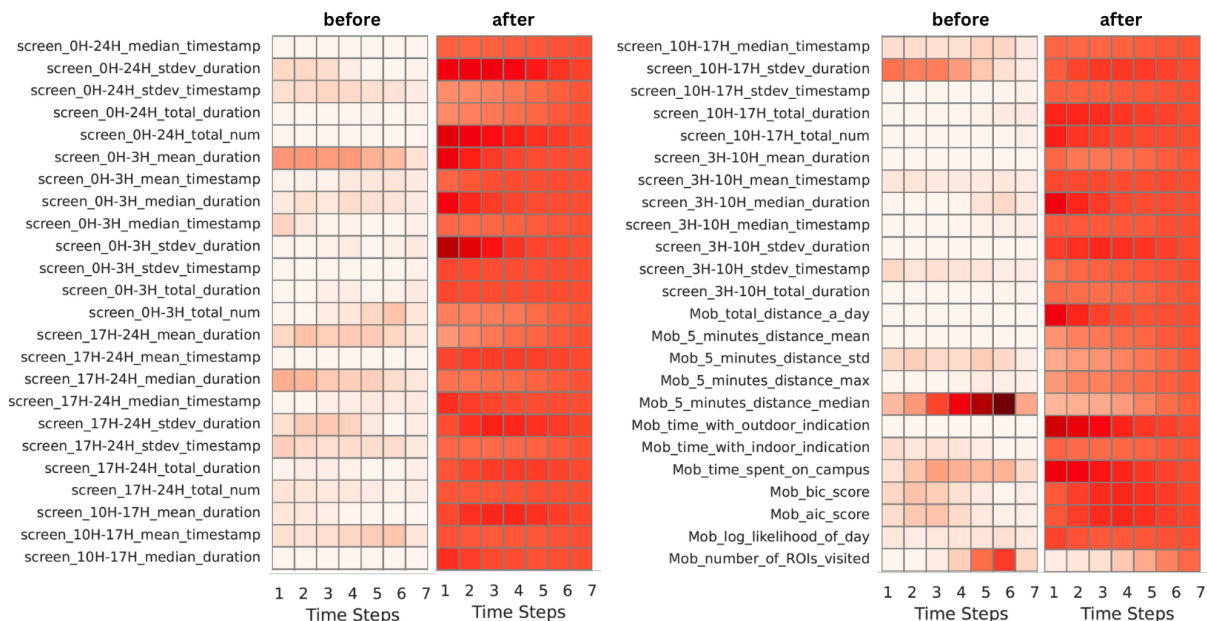 before after
screen_0H-24H_median_timestamp
screen_0H-24H_stdev_duration
screen_0H-24H_stdev_timestamp
screen_0H-24H_total_duration
screen_0H-24H_total_num
screen_0H-3H_mean_duration
screen_0H-3H_mean_timestamp
screen_0H-3H_median_duration
screen_0H-3H_median_timestamp
screen_0H-3H_stdev_duration
screen_0H-3H_stdev_timestamp
screen_0H-3H_total_duration
screen_0H-3H_total_num
screen_17H-24H_mean_duration
screen_17H-24H_mean_timestamp
screen_17H-24H_median_duration
screen_17H-24H_median_timestamp
screen_17H-24H_stdev_duration
screen_17H-24H_stdev_timestamp
screen_17H-24H_total_duration
screen_17H-24H_total_num
screen_10H-17H_mean_duration
screen_10H-17H_mean_timestamp
screen_10H-17H_median_duration
1 2 3 4 5 6 7 1 2 3 4 5 6 7
Time Steps Time Steps
before after
screen_10H-17H_median_timestamp
screen_10H-17H_stdev_duration
screen_10H-17H_stdev_timestamp
screen_10H-17H_total_duration
screen_10H-17H_total_num
screen_3H-10H_mean_duration
screen_3H-10H_mean_timestamp
screen_3H-10H_median_duration
screen_3H-10H_median_timestamp
screen_3H-10H_stdev_duration
screen_3H-10H_stdev_timestamp
screen_3H-10H_total_duration
Mob_total_distance_a_day
Mob_5_minutes_distance_mean
Mob_5_minutes_distance_std
Mob_5_minutes_distance_max
Mob_5_minutes_distance_median
Mob_time_with_outdoor_indication
Mob_time_with_indoor_indication
Mob_time_spent_on_campus
Mob_bic_score
Mob_aic_score
Mob_log_likelihood_of_day
Mob_number_of_ROIs_visited
1 2 3 4 5 6 7 1 2 3 4 5 6 7
Time Steps Time Steps